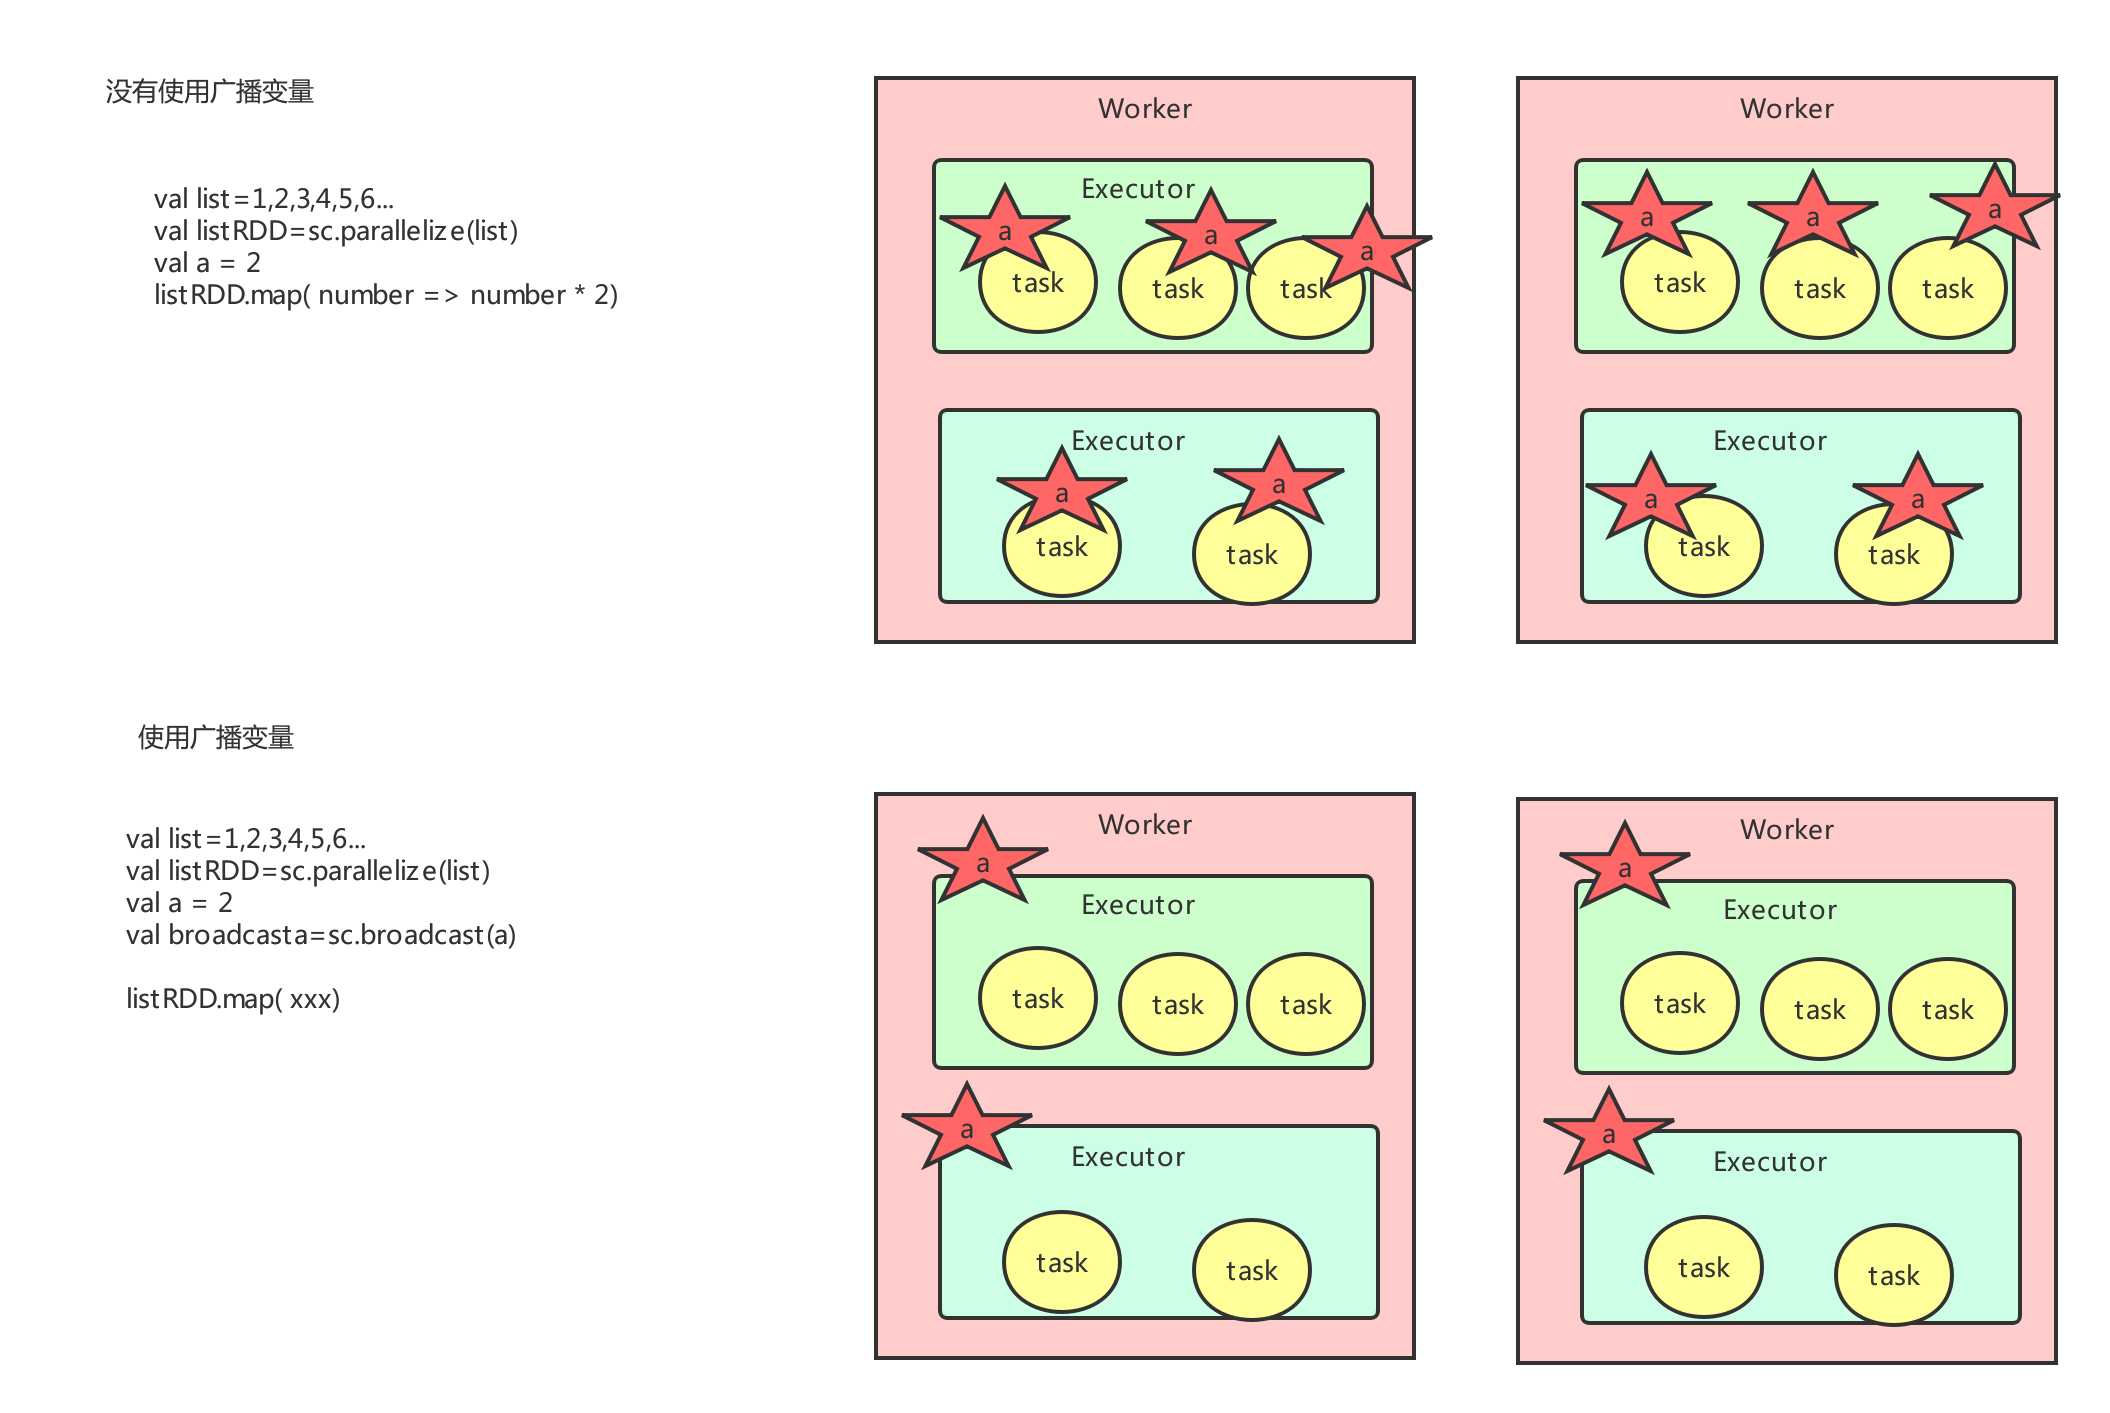 没有使用广播变量
val list=1,2,3,4,5,6...
val listRDD=sc.parallelize(list)
val a = 2
listRDD.map( number => number * 2)
Worker
Executor
a
a
a
task
task
task
Executor
a
a
task
task
Worker
a
a
a
task
task
task
Executor
a
a
task
task
使用广播变量
val list=1,2,3,4,5,6...
val listRDD=sc.parallelize(list)
val a = 2
val broadcasta=sc.broadcast(a)
listRDD.map( xxx)
Worker
a
Executor
task
task
task
a
Executor
task
task
Worker
a
Executor
task
task
task
a
Executor
task
task